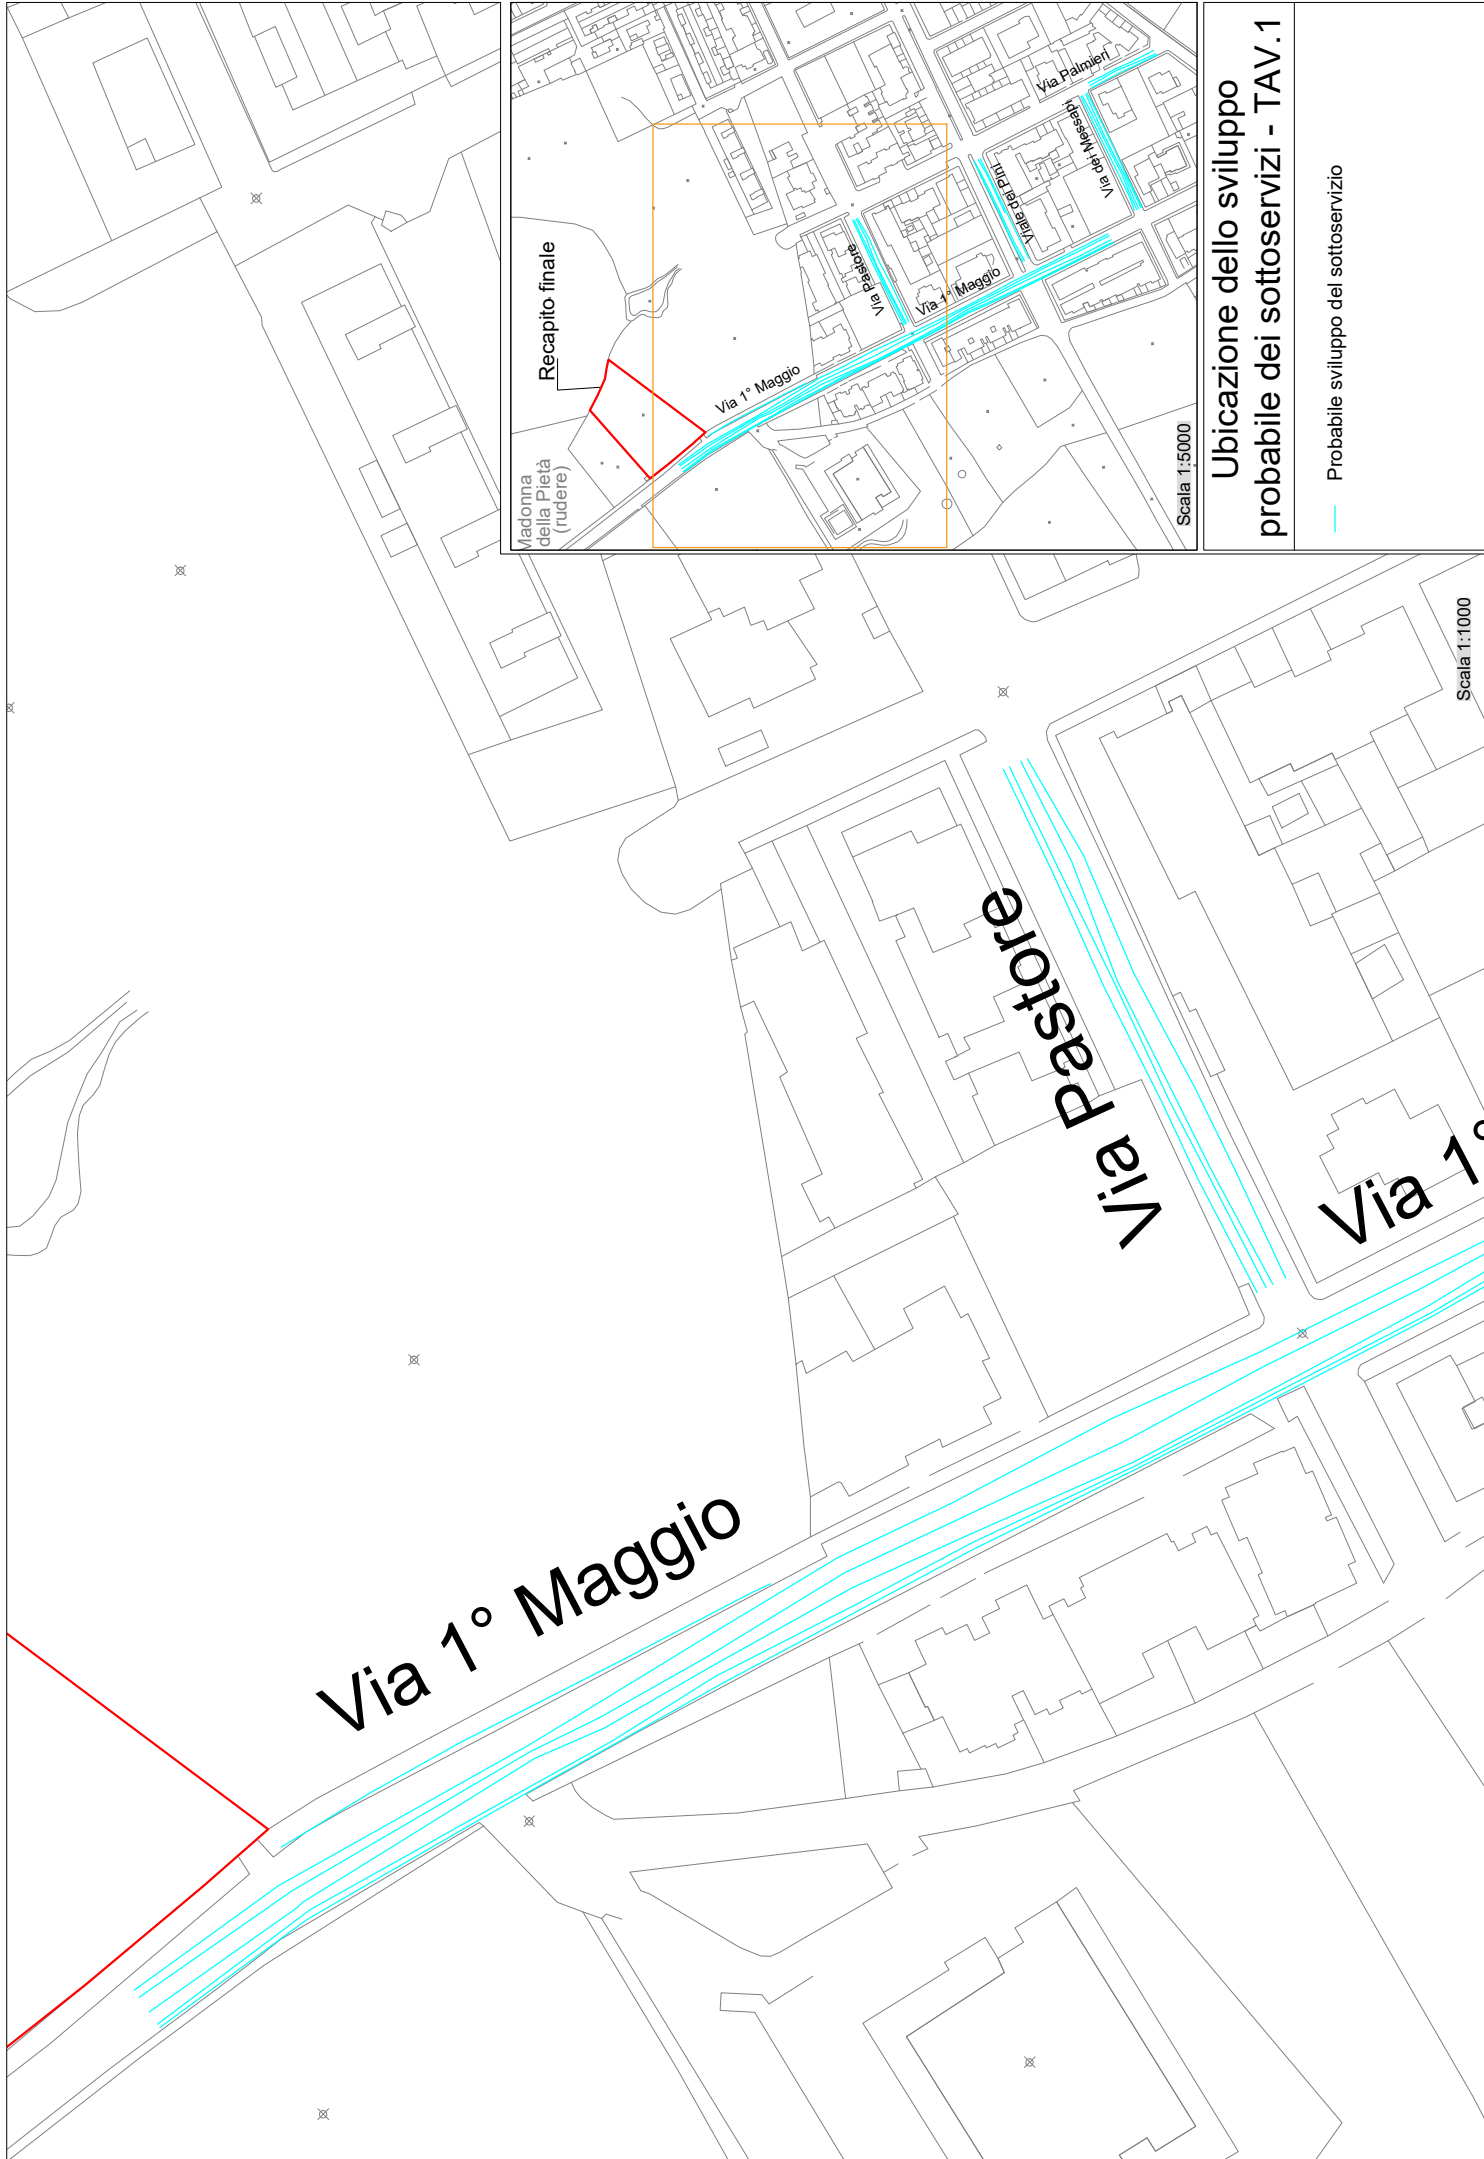 Ubicazione dello sviluppo
probabile dei sottoservizi - TAV.1
Probabile sviluppo del sottoservizio
Madonna
della Pietà
(rudere)
Recapito finale
Via 1° Maggio
Via Pastore
Via 1° Maggio
Viale dei Pini
Via dei Messapi
Via Palmieri
Scala 1:5000
Via 1° Maggio
Via Pastore
Via 1°
Scala 1:1000